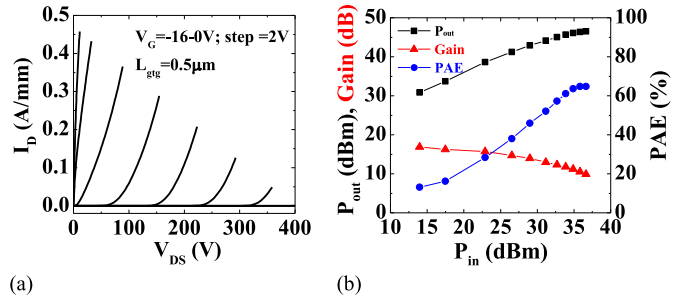 0.5
0.4
0.3
0.2
0.1
0.0
I_D (A/mm)
V_G=-16-0V; step =2V
L_gtg=0.5μm
0 100 200 300 400
V_DS (V)
(a)
50
40
30
20
10
0
P_out (dBm), Gain (dB)
P_out
Gain
PAE
100
80
60
40
20
0
PAE (%)
10 15 20 25 30 35 40
P_in (dBm)
(b)